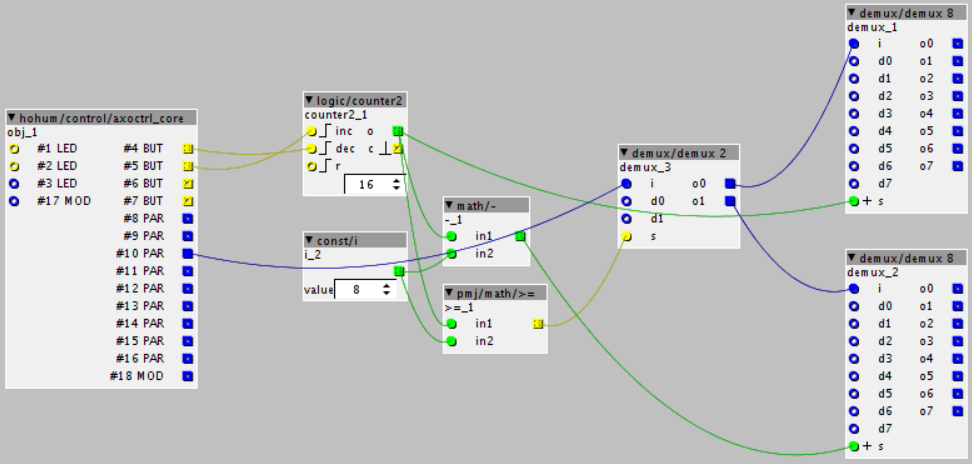 ▼ hohum/control/axoctrl_core
obj_1
#1 LED #4 BUT
#2 LED #5 BUT
#3 LED #6 BUT
#17 MOD #7 BUT
#8 PAR
#9 PAR
#10 PAR
#11 PAR
#12 PAR
#13 PAR
#14 PAR
#15 PAR
#16 PAR
#18 MOD
▼ logic/counter2
counter2_1
inc o
dec c
r
16
▼ const/i
i_2
value 8
▼ math/-
-_1
in1
in2
▼ pmj/math/>=
>=_1
in1
in2
▼ demux/demux 2
demux_3
i o0
d0 o1
d1
s
▼ demux/demux 8
demux_1
i o0
d0 o1
d1 o2
d2 o3
d3 o4
d4 o5
d5 o6
d6 o7
d7
+ s
▼ demux/demux 8
demux_2
i o0
d0 o1
d1 o2
d2 o3
d3 o4
d4 o5
d5 o6
d6 o7
d7
+ s